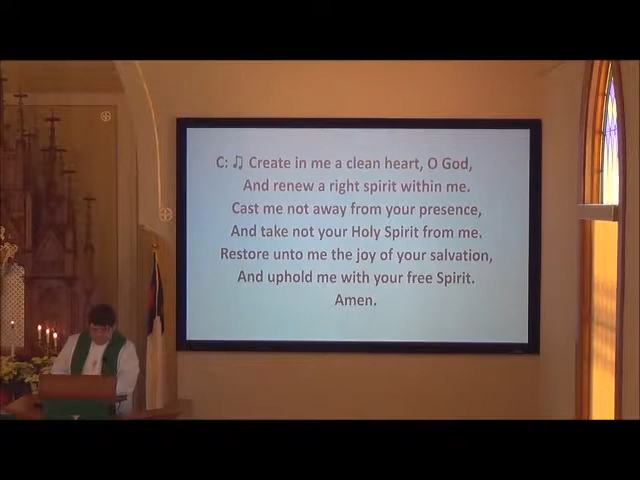 C: ♫ Create in me a clean heart, O God,
And renew a right spirit within me.
Cast me not away from your presence,
And take not your Holy Spirit from me.
Restore unto me the joy of your salvation,
And uphold me with your free Spirit.
Amen.